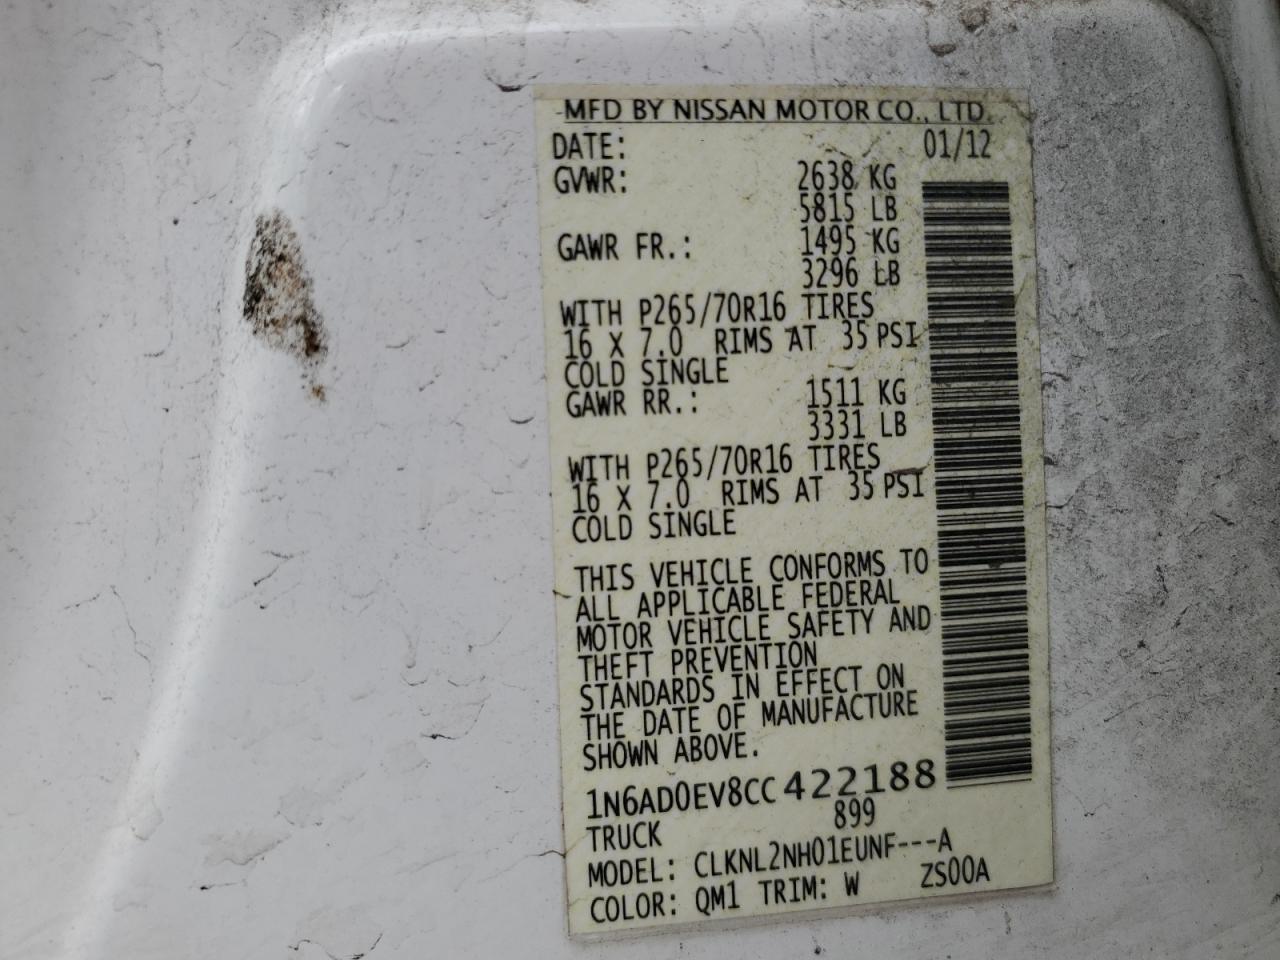 MFD BY NISSAN MOTOR CO., LTD.
DATE: 01/12
GVWR: 2638 KG
5815 LB
GAWR FR.: 1495 KG
3296 LB
WITH P265/70R16 TIRES
16 X 7.0 RIMS AT 35 PSI
COLD SINGLE
GAWR RR.: 1511 KG
3331 LB
WITH P265/70R16 TIRES
16 X 7.0 RIMS AT 35 PSI
COLD SINGLE
THIS VEHICLE CONFORMS TO
ALL APPLICABLE FEDERAL
MOTOR VEHICLE SAFETY AND
THEFT PREVENTION
STANDARDS IN EFFECT ON
THE DATE OF MANUFACTURE
SHOWN ABOVE.
1N6AD0EV8CC422188
TRUCK 899
MODEL: CLKNL2NH01EUNF---A
COLOR: QM1 TRIM: W ZS00A